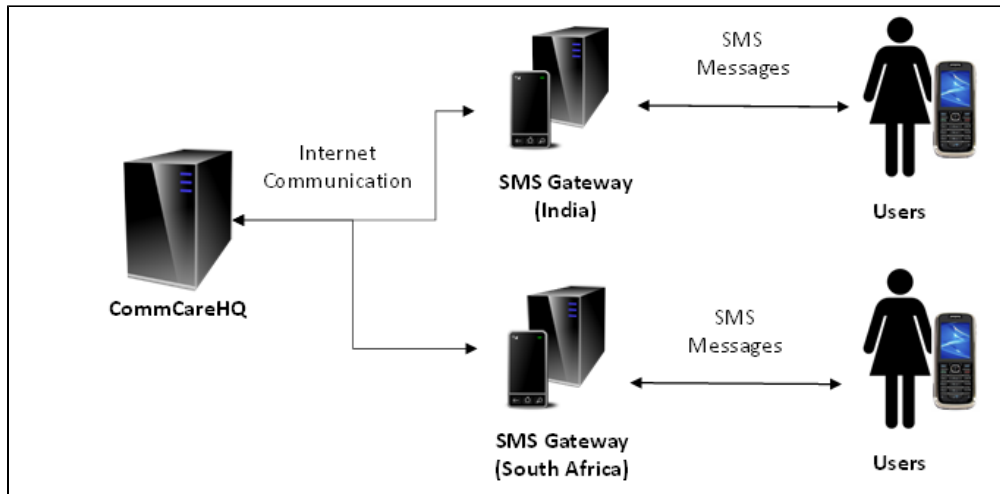 SMS
Messages
Internet
Communication
SMS Gateway
(India)
Users
CommCareHQ
SMS
Messages
SMS Gateway
(South Africa)
Users